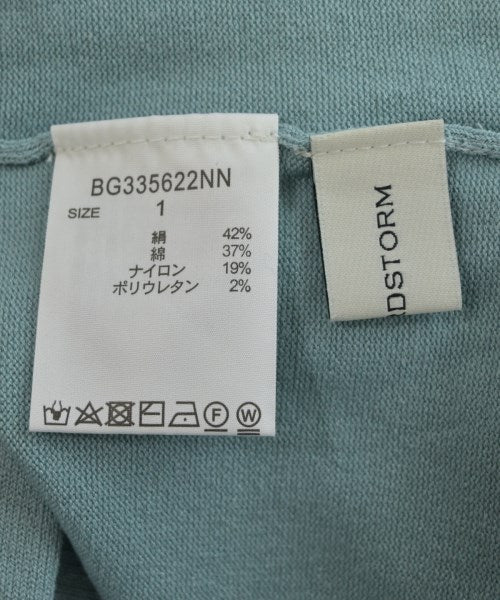 BG335622NN
SIZE 1
絹 42%
綿 37%
ナイロン 19%
ポリウレタン 2%
F W
DSTORM